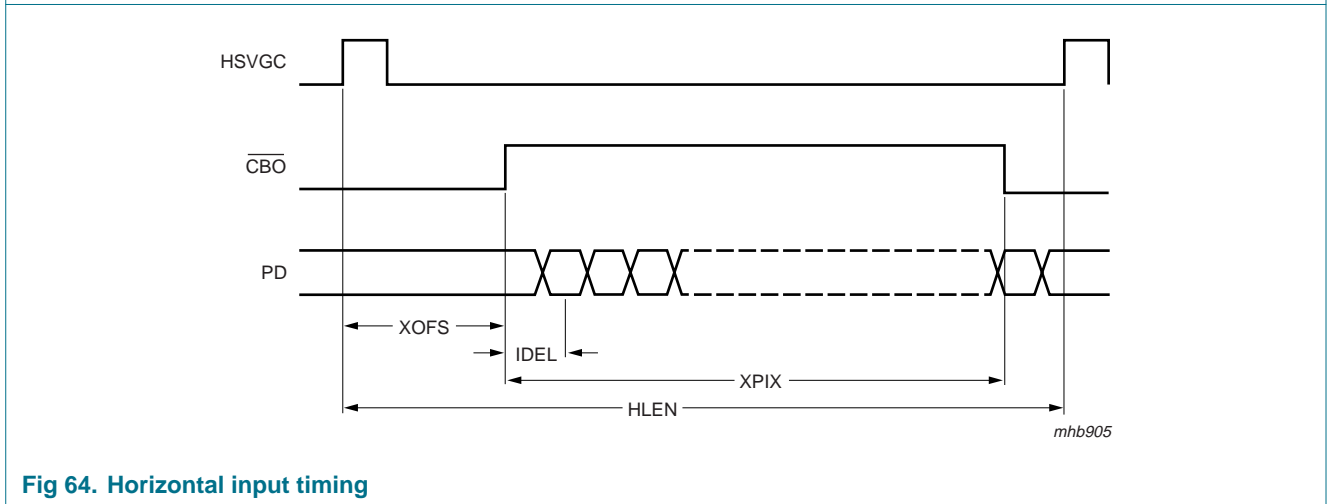 HSVGC
CBO
PD
XOFS
IDEL
XPIX
HLEN
mhb905
Fig 64. Horizontal input timing